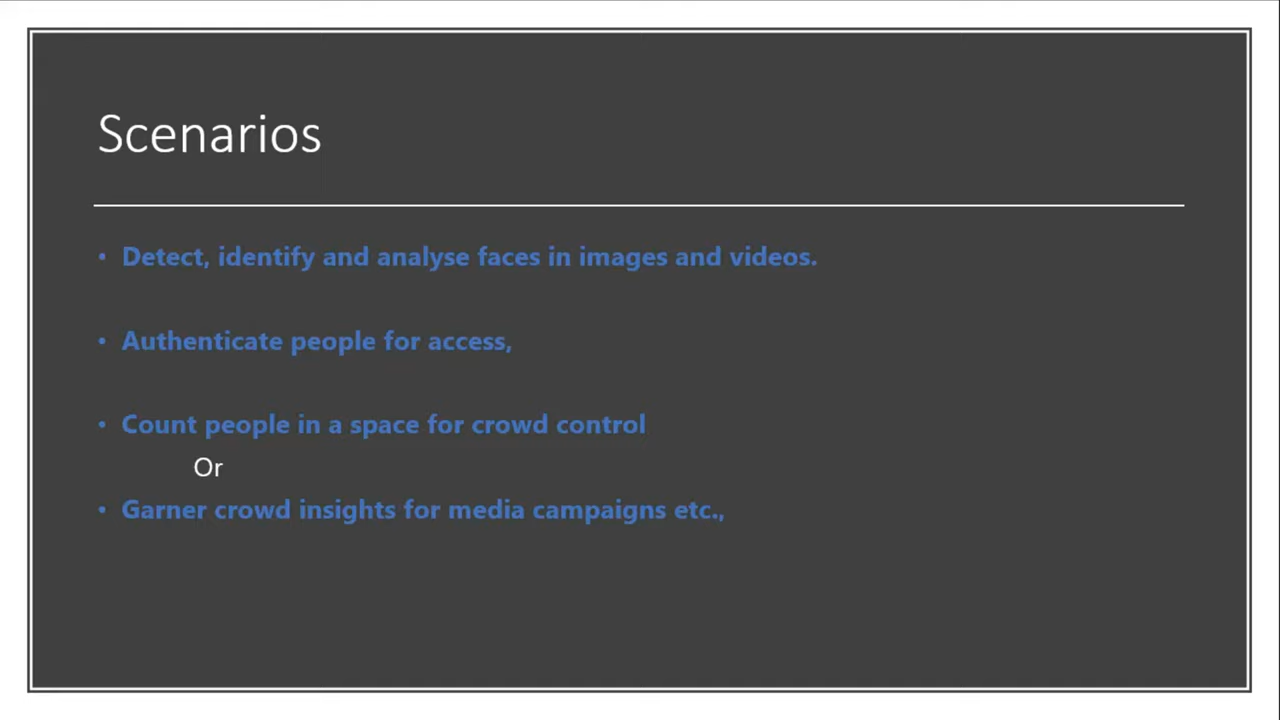 Scenarios
• Detect, identify and analyse faces in images and videos.
• Authenticate people for access,
• Count people in a space for crowd control
Or
• Garner crowd insights for media campaigns etc.,